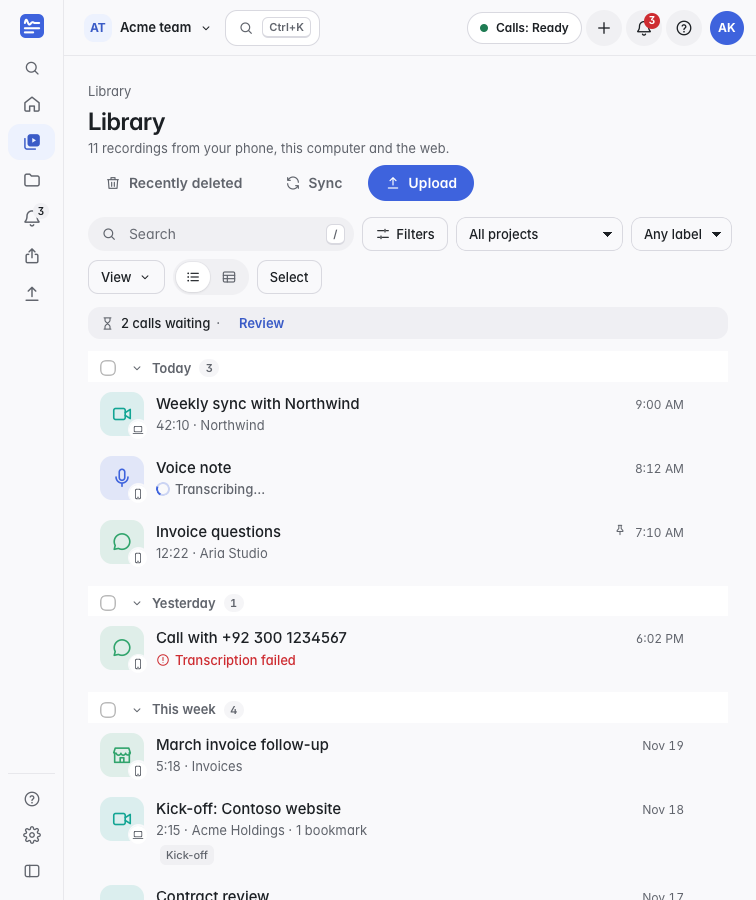 AT Acme team Ctrl+K Calls: Ready 3 AK
Library
Library
11 recordings from your phone, this computer and the web.
Recently deleted Sync Upload
Search / Filters All projects Any label
3
View Select
2 calls waiting · Review
Today 3
Weekly sync with Northwind 9:00 AM
42:10 · Northwind
Voice note 8:12 AM
Transcribing...
Invoice questions 7:10 AM
12:22 · Aria Studio
Yesterday 1
Call with +92 300 1234567 6:02 PM
Transcription failed
This week 4
March invoice follow-up Nov 19
5:18 · Invoices
Kick-off: Contoso website Nov 18
2:15 · Acme Holdings · 1 bookmark
Kick-off
Contract review Nov 17